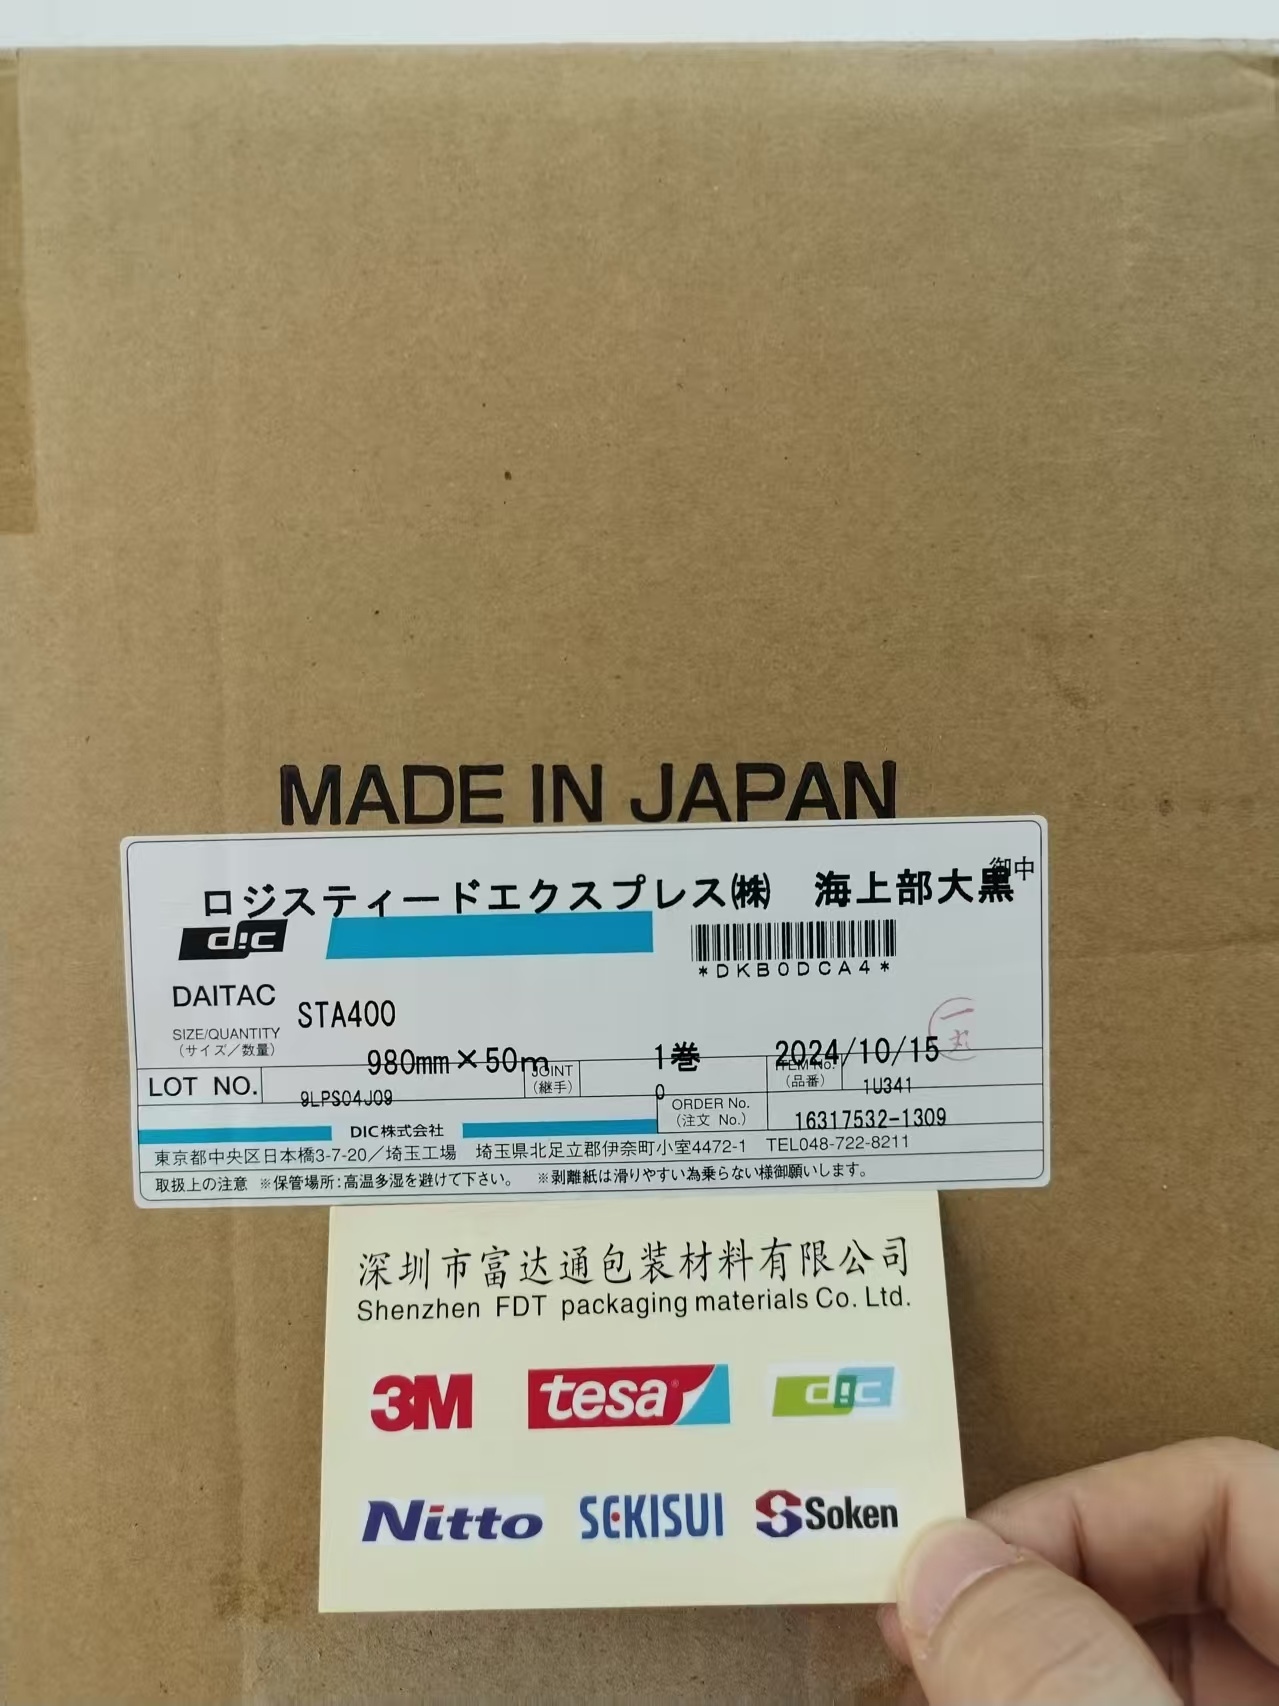 MADE IN JAPAN
御中
ロジスティードエクスプレス㈱ 海上部大黒
dic
*DKB0DCA4*
DAITAC STA400
SIZE/QUANTITY
(サイズ/数量)
980mm×50m 1巻 2024/10/15
LOT NO. 9LPS04J09
JOINT
(継手)
0
ITEM No.
(品番)
1U341
ORDER No.
(注文 No.)
16317532-1309
DIC株式会社
東京都中央区日本橋3-7-20/埼玉工場 埼玉県北足立郡伊奈町小室4472-1 TEL048-722-8211
取扱上の注意 ※保管場所:高温多湿を避けて下さい。 ※剥離紙は滑りやすい為乗らない様御願いします。
深圳市富达通包装材料有限公司
Shenzhen FDT packaging materials Co. Ltd.
3M tesa® dic
Nitto SEKISUI Soken